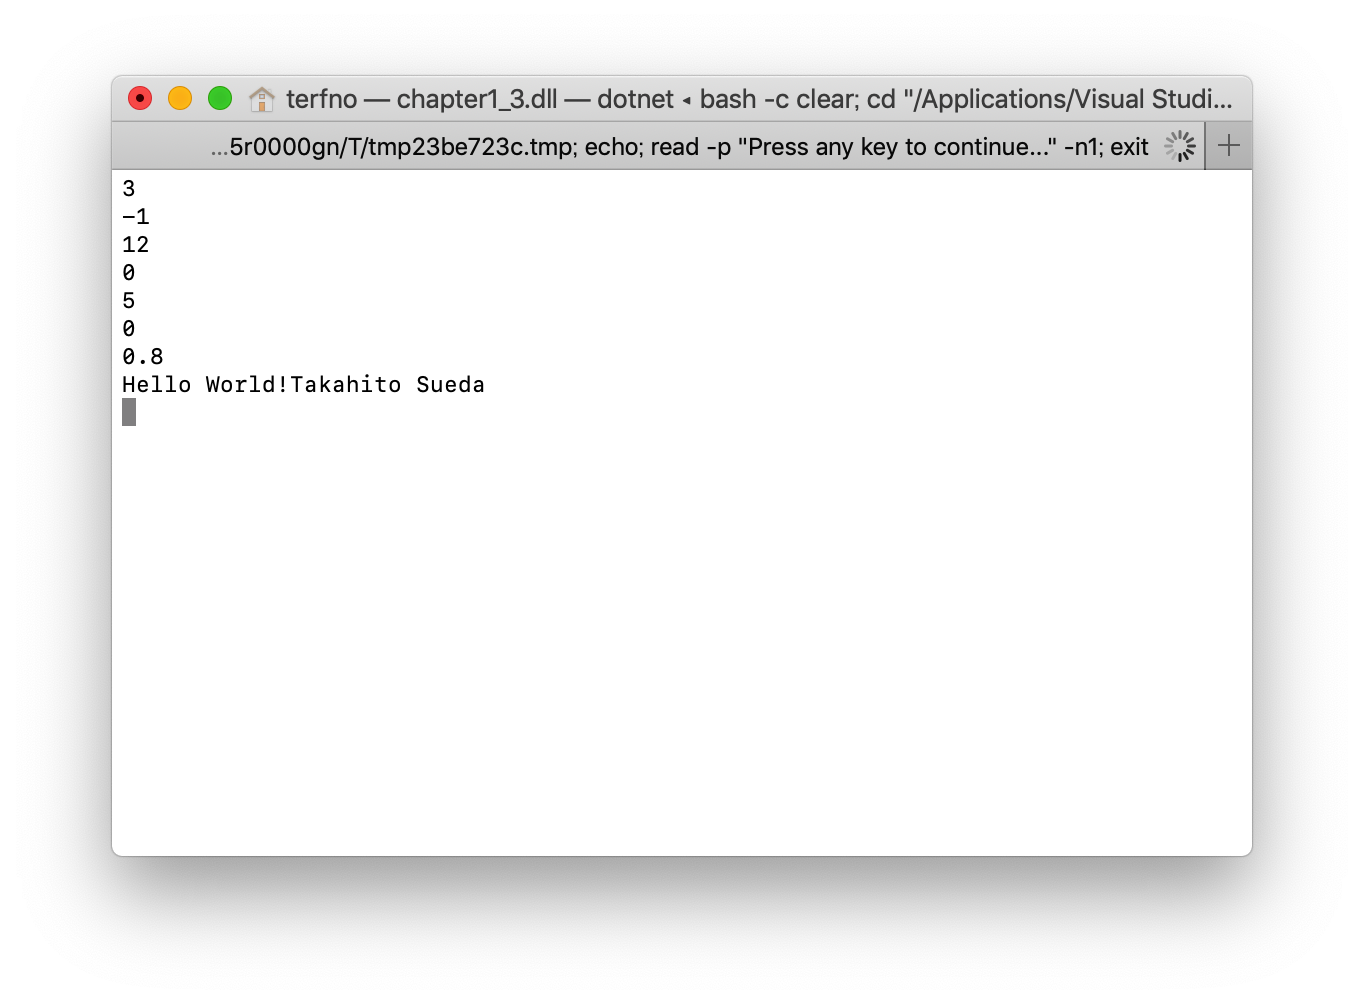 terfno — chapter1_3.dll — dotnet ◂ bash -c clear; cd "/Applications/Visual Studi...
...5r0000gn/T/tmp23be723c.tmp; echo; read -p "Press any key to continue..." -n1; exit
3
-1
12
0
5
0
0.8
Hello World!Takahito Sueda